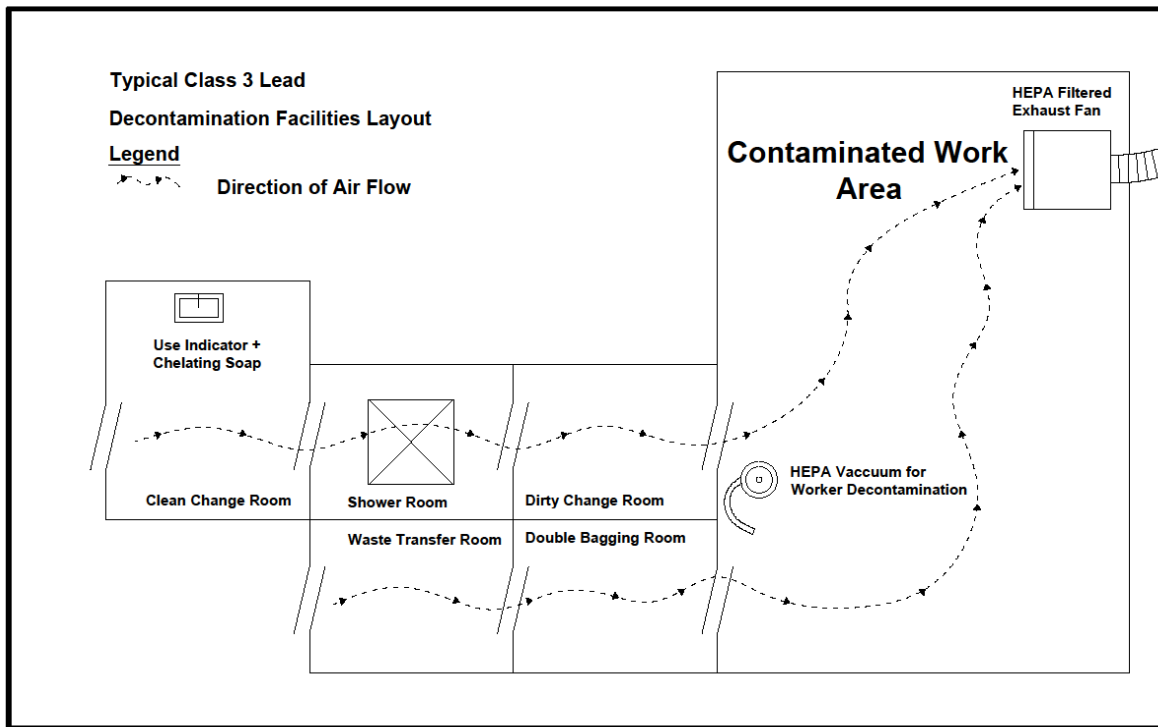 Typical Class 3 Lead
Decontamination Facilities Layout
Legend
Direction of Air Flow
HEPA Filtered
Exhaust Fan
Contaminated Work
Area
Use Indicator +
Chelating Soap
Clean Change Room
Shower Room
Dirty Change Room
HEPA Vaccuum for
Worker Decontamination
Waste Transfer Room
Double Bagging Room